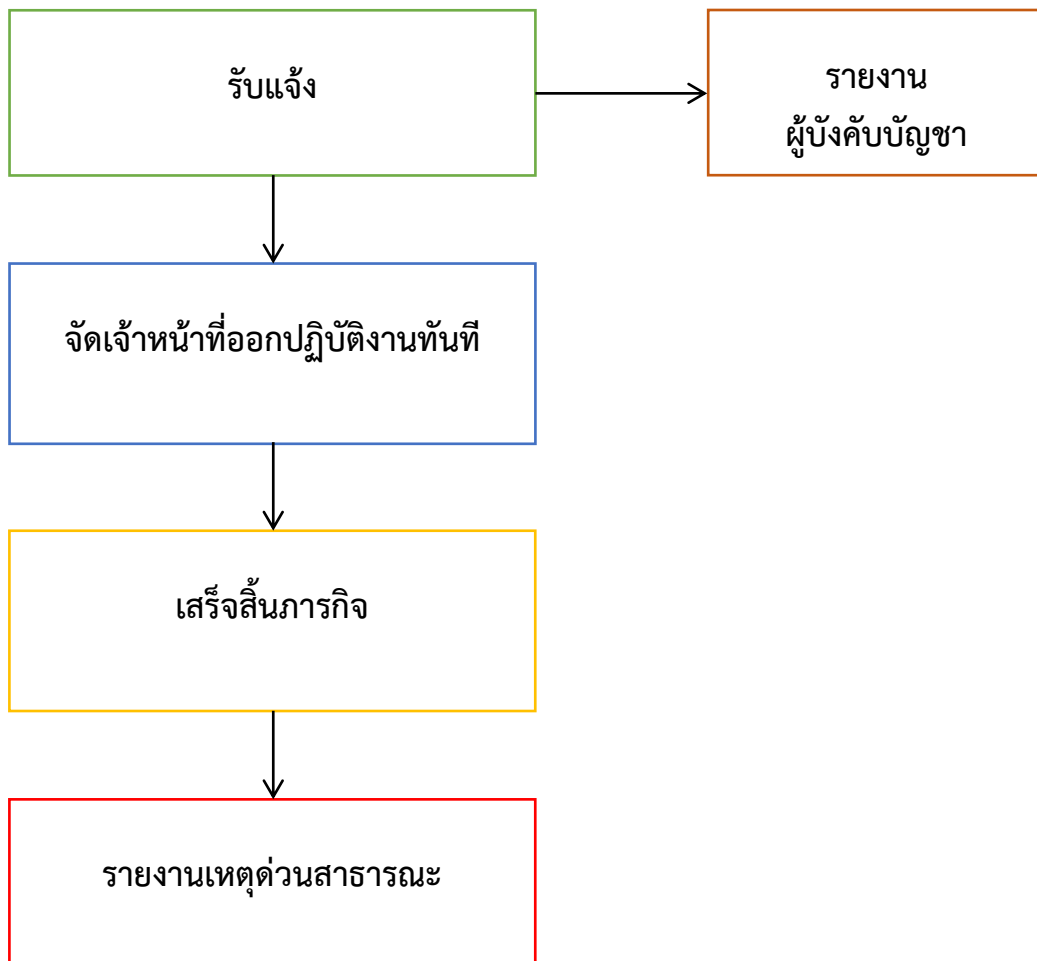 รับแจ้ง
รายงาน
ผู้บังคับบัญชา
จัดเจ้าหน้าที่ออกปฏิบัติงานทันที
เสร็จสิ้นภารกิจ
รายงานเหตุด่วนสาธารณะ